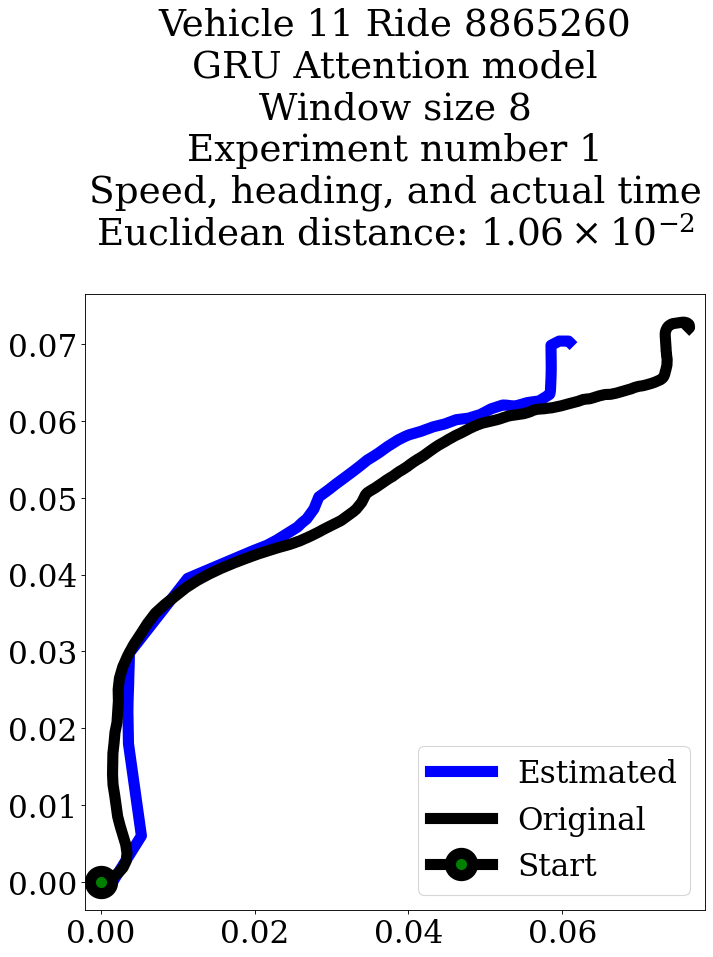 Vehicle 11 Ride 8865260
GRU Attention model
Window size 8
Experiment number 1
Speed, heading, and actual time
Euclidean distance: 1.06 × 10⁻²
0.07
0.06
0.05
0.04
0.03
0.02
0.01
0.00
Estimated
Original
Start
0.00 0.02 0.04 0.06